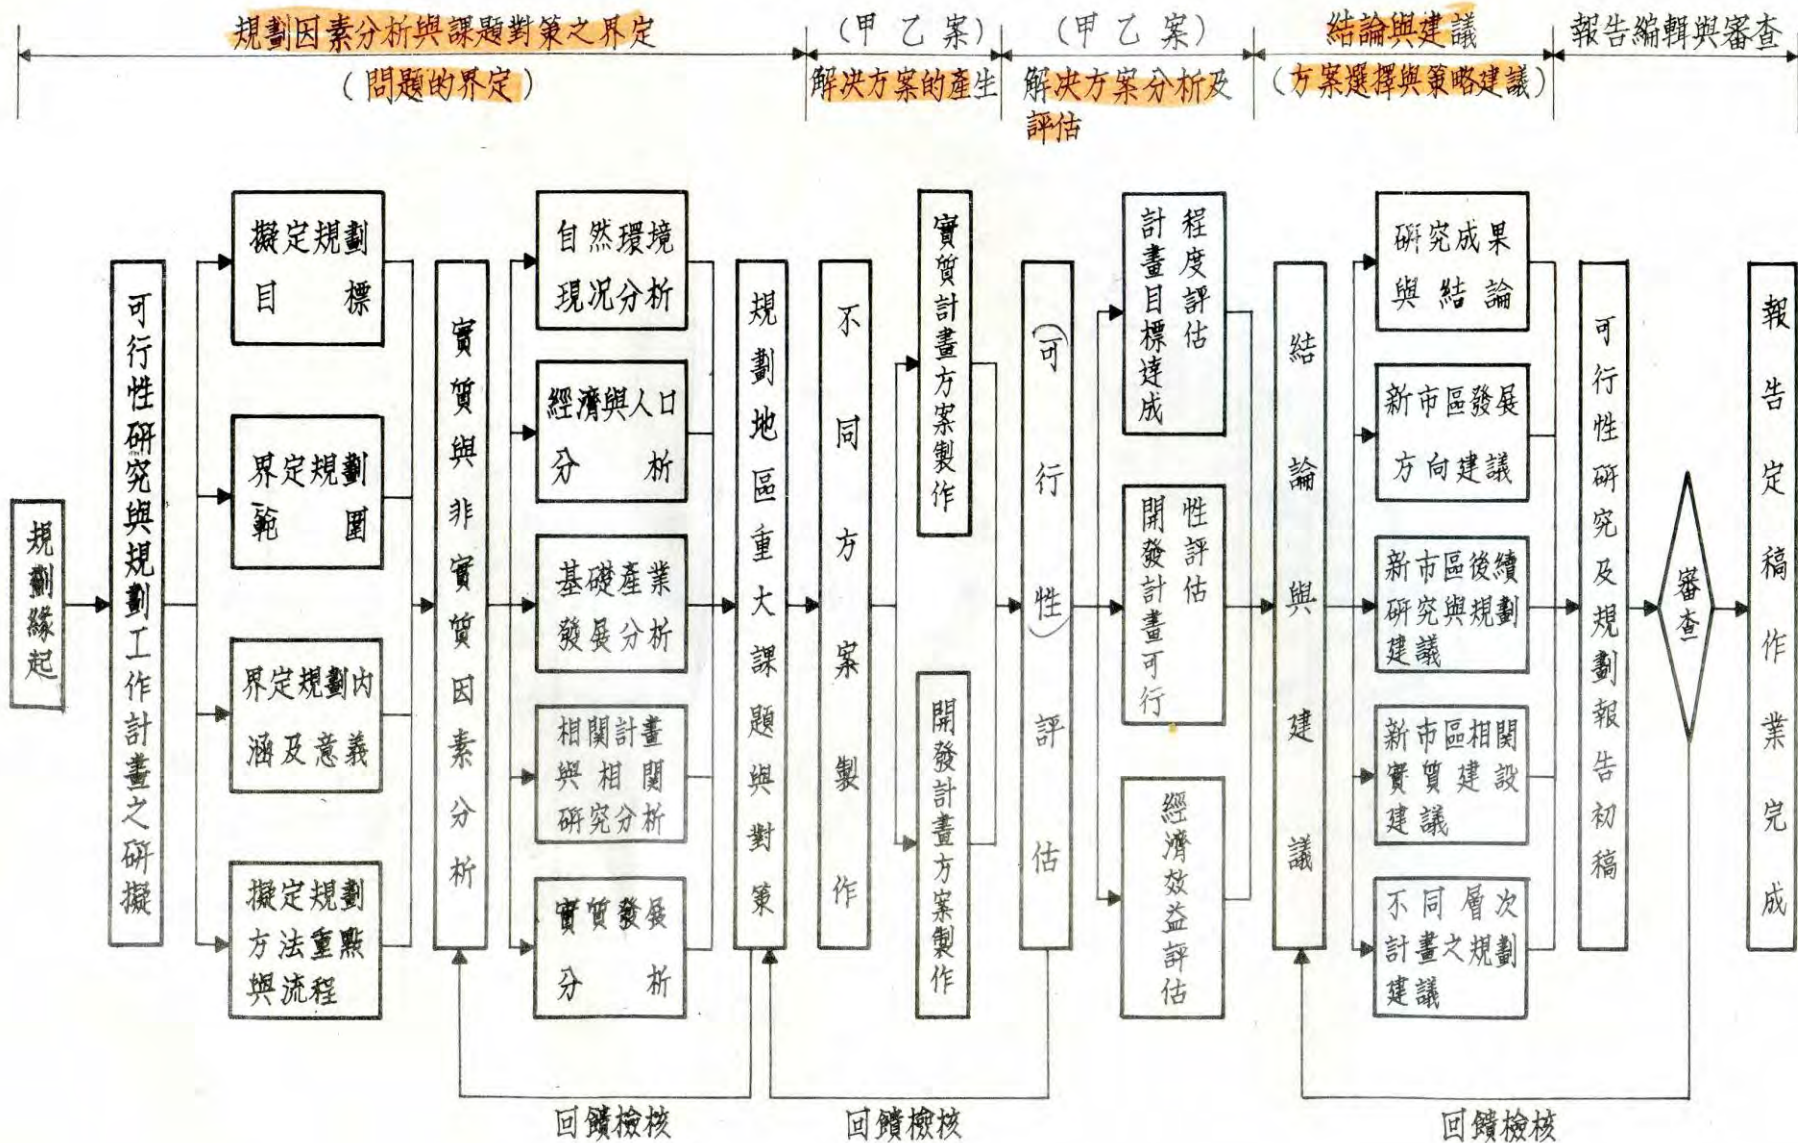 規劃因素分析與課題對策之界定
(問題的界定)
(甲乙案)
解決方案的產生
(甲乙案)
解決方案分析及
評估
結論與建議
(方案選擇與策略建議)
報告編輯與審查
規劃緣起
可行性研究與規劃工作計畫之研擬
擬定規劃
目標
界定規劃
範圍
界定規劃內
涵及意義
擬定規劃
方法重點
與流程
實質與非實質因素分析
自然環境
現況分析
經濟與人口
分析
基礎產業
發展分析
相関計畫
與相関
研究分析
實質發展
分析
規劃地區重大課題與對策
不同方案製作
實質計畫方案製作
開發計畫方案製作
(可行性)評估
計畫目標達成
程度評估
開發計畫可行
性評估
經濟效益評估
結論與建議
研究成果
與結論
新市區發展
方向建議
新市區後續
研究與規劃
建議
新市區相関
實質建設
建議
不同層次
計畫之規劃
建議
可行性研究及規劃報告初稿
審查
報告定稿作業完成
回饋檢核
回饋檢核
回饋檢核